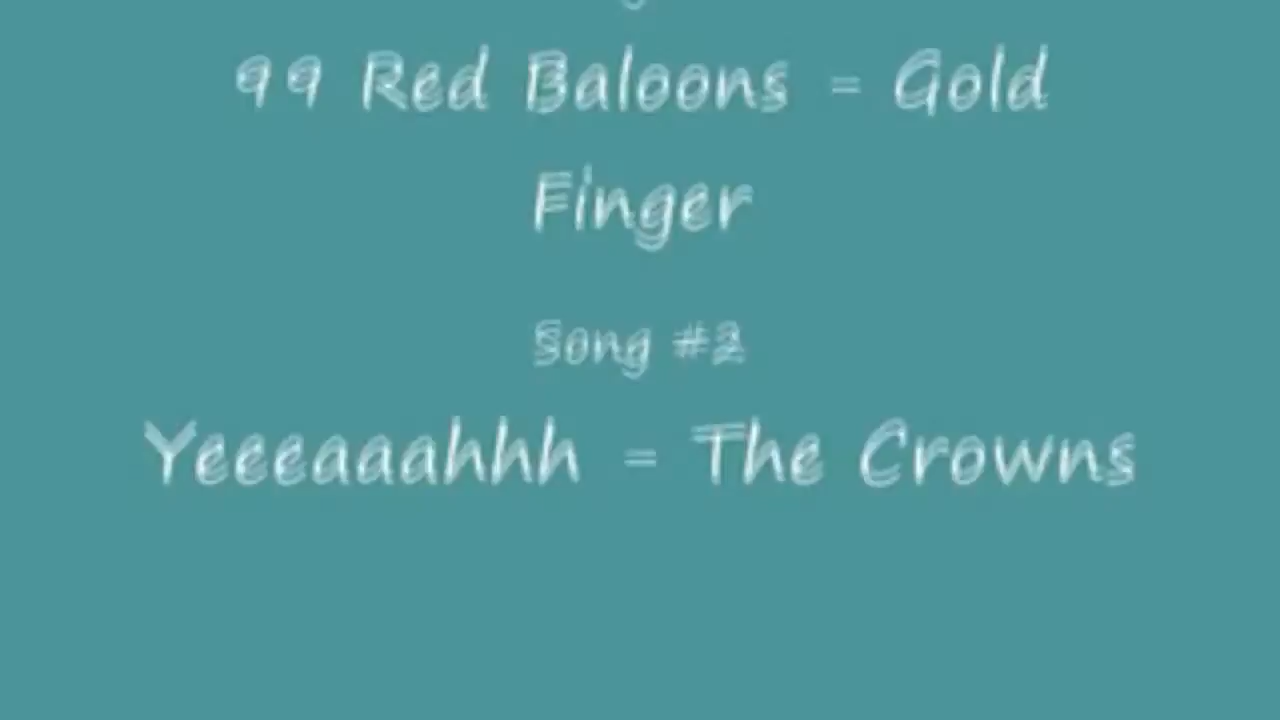 99 Red Baloons = Gold
Finger
Song #2
Yeeeaaahhh = The Crowns